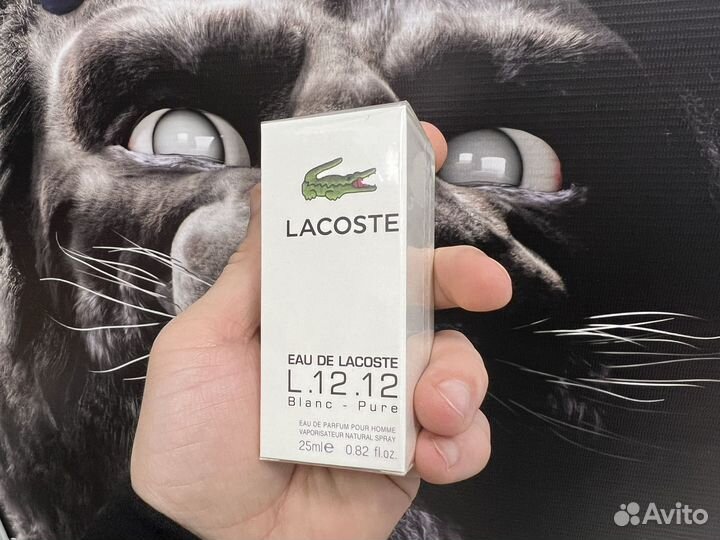 LACOSTE
EAU DE LACOSTE
L.12.12
Blanc - Pure
EAU DE PARFUM POUR HOMME
VAPORISATEUR NATURAL SPRAY
25ml℮ 0.82 fl.oz.
Avito